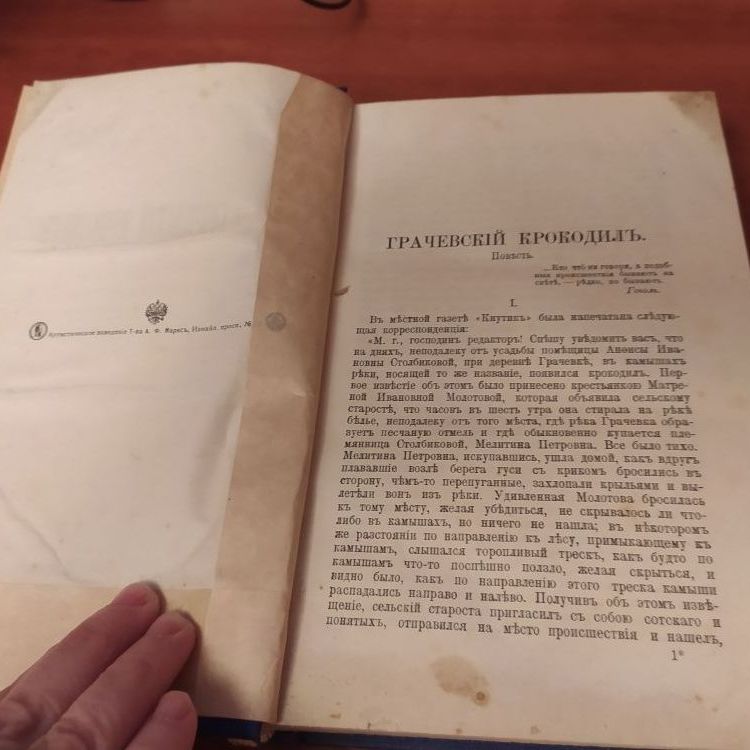 Артистическое заведение Т-ва А. Ф. Марксъ, Измайл. просп. №
ГРАЧЕВСКІЙ КРОКОДИЛЪ.
Повѣсть.
...Кто что ни говори, а подоб-
ныя происшествія бываютъ на
свѣтѣ, — рѣдко, но бываютъ.
Гоголь.
I.
Въ мѣстной газетѣ «Кнутикъ» была напечатана слѣдую-
щая корреспонденція:
«М. г., господинъ редакторъ! Спѣшу увѣдомить васъ, что
на дняхъ, неподалеку отъ усадьбы помѣщицы Анфисы Ива-
новны Столбиковой, при деревнѣ Грачевкѣ, въ камышахъ
рѣки, носящей то же названіе, появился крокодилъ. Пер-
вое извѣстіе объ этомъ было принесено крестьянкою Матре-
ной Ивановной Молотовой, которая объявила сельскому
старостѣ, что часовъ въ шесть утра она стирала на рѣкѣ
бѣлье, неподалеку отъ того мѣста, гдѣ рѣка Грачевка обра-
зуетъ песчаную отмель и гдѣ обыкновенно купается пле-
мянница Столбиковой, Мелитина Петровна. Все было тихо.
Мелитина Петровна, искупавшись, ушла домой, какъ вдругъ
плававшіе возлѣ берега гуси съ крикомъ бросились въ
сторону, чѣмъ-то перепуганные, захлопали крыльями и вы-
летѣли вонъ изъ рѣки. Удивленная Молотова бросилась
къ тому мѣсту, желая убѣдиться, не скрывалось ли что-
либо въ камышахъ, но ничего не нашла; въ нѣкоторомъ
же разстояніи по направленію къ лѣсу, примыкающему къ
камышамъ, слышался торопливый трескъ, какъ будто по
камышамъ что-то поспѣшно ползло, желая скрыться, и
видно было, какъ по направленію этого треска камыши
распадались направо и налѣво. Получивъ объ этомъ извѣ-
щеніе, сельскій староста пригласилъ съ собою сотскаго и
понятыхъ, отправился на мѣсто происшествія и нашелъ,
1*